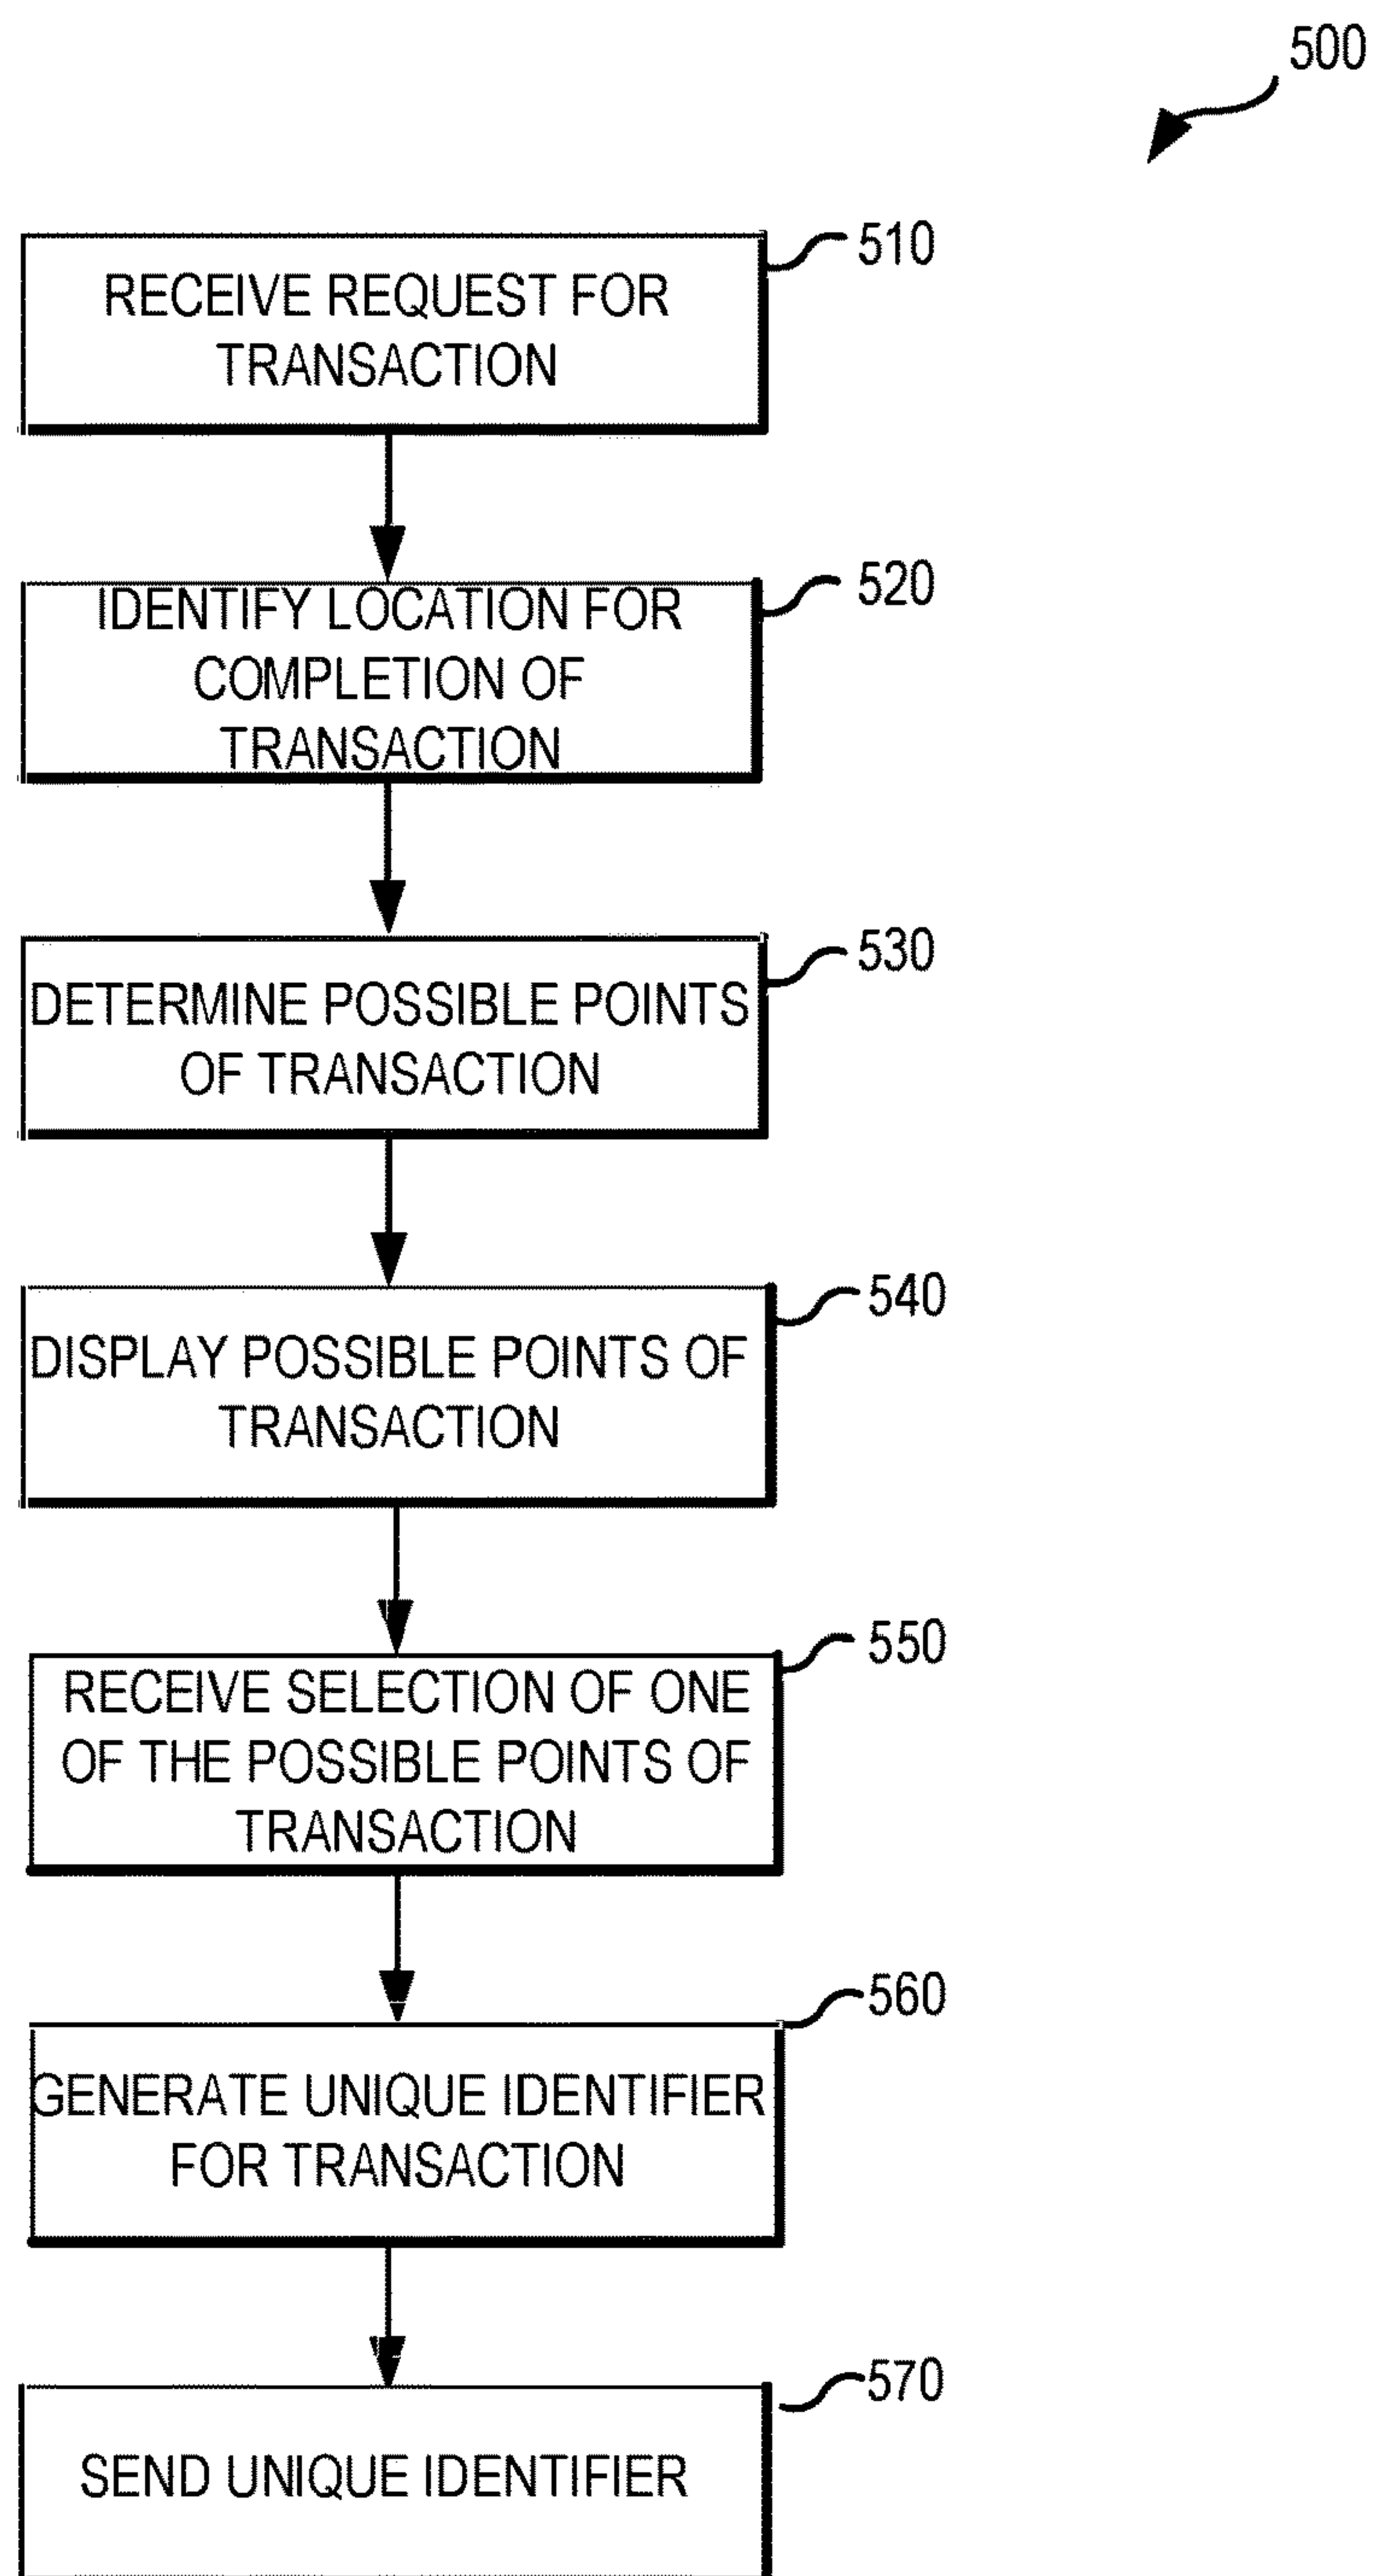 500
510
RECEIVE REQUEST FOR
TRANSACTION
520
IDENTIFY LOCATION FOR
COMPLETION OF
TRANSACTION
530
DETERMINE POSSIBLE POINTS
OF TRANSACTION
540
DISPLAY POSSIBLE POINTS OF
TRANSACTION
550
RECEIVE SELECTION OF ONE
OF THE POSSIBLE POINTS OF
TRANSACTION
560
GENERATE UNIQUE IDENTIFIER
FOR TRANSACTION
570
SEND UNIQUE IDENTIFIER